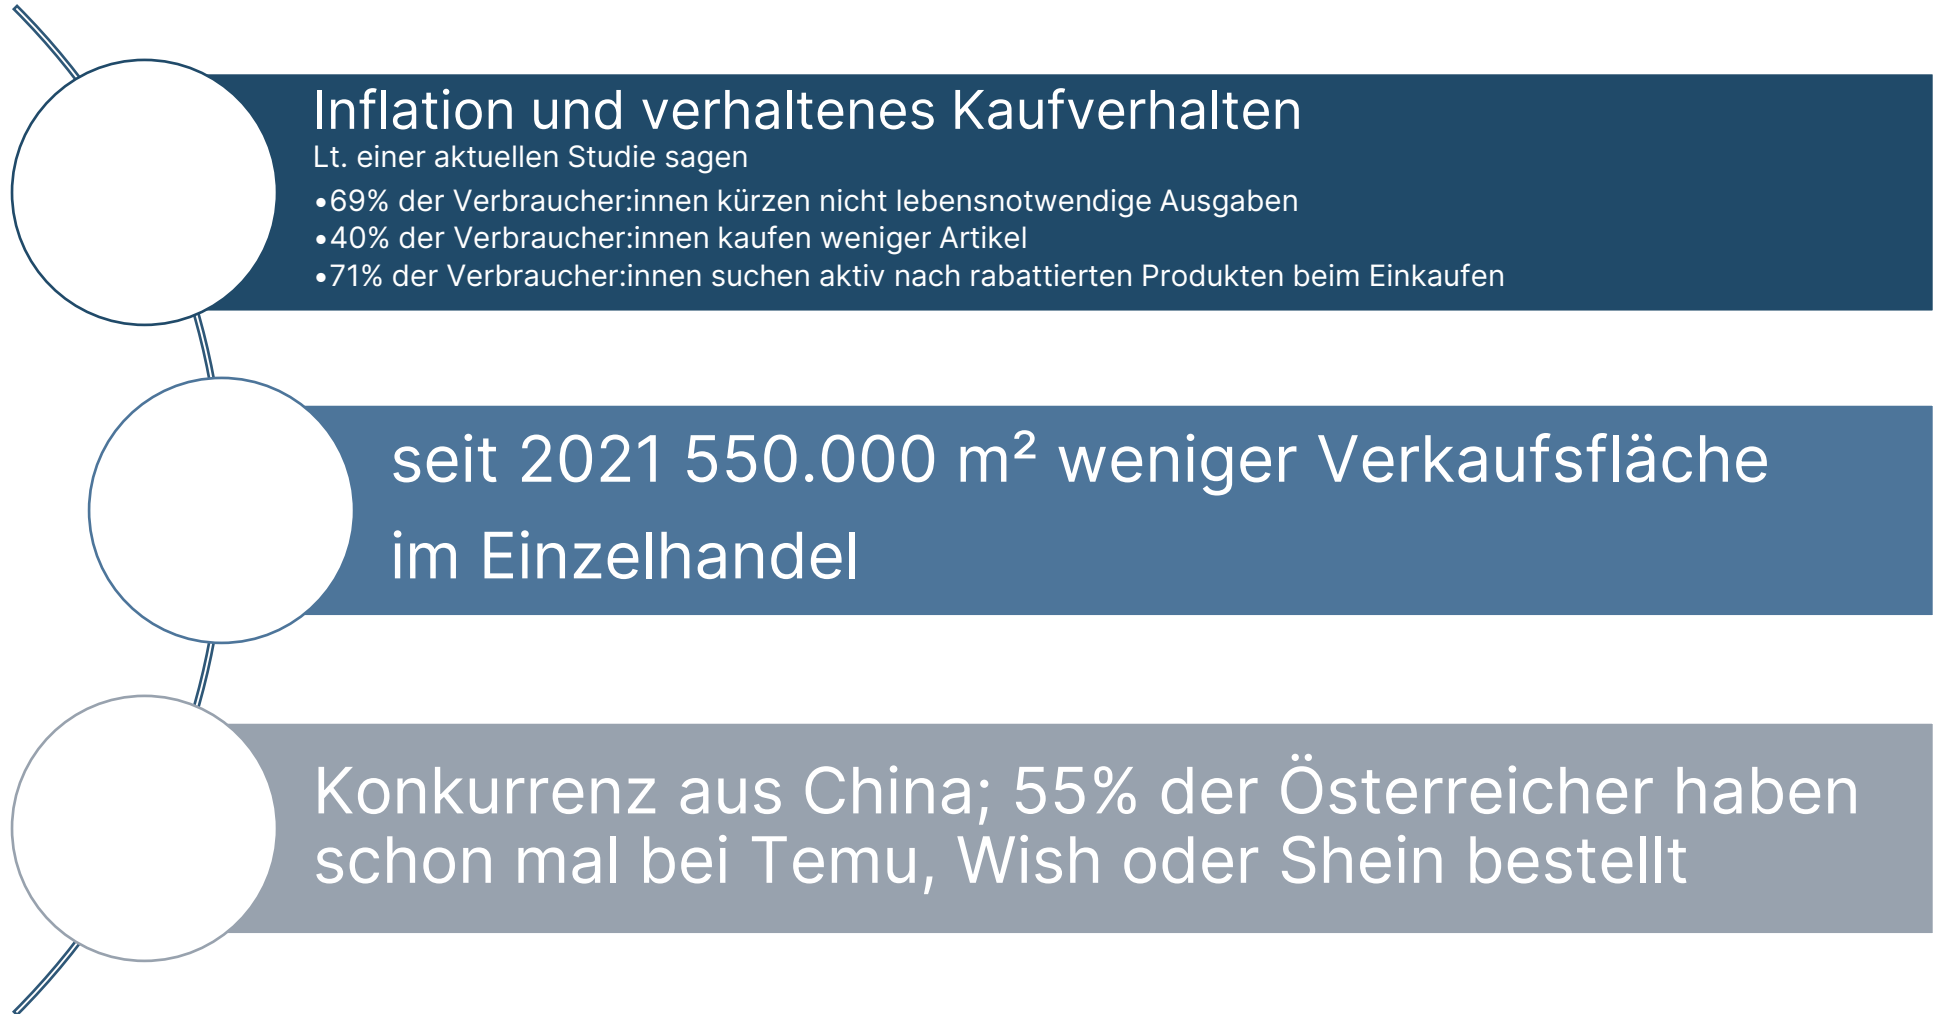 Inflation und verhaltenes Kaufverhalten
Lt. einer aktuellen Studie sagen
•69% der Verbraucher:innen kürzen nicht lebensnotwendige Ausgaben
•40% der Verbraucher:innen kaufen weniger Artikel
•71% der Verbraucher:innen suchen aktiv nach rabattierten Produkten beim Einkaufen
seit 2021 550.000 m² weniger Verkaufsfläche
im Einzelhandel
Konkurrenz aus China; 55% der Österreicher haben
schon mal bei Temu, Wish oder Shein bestellt